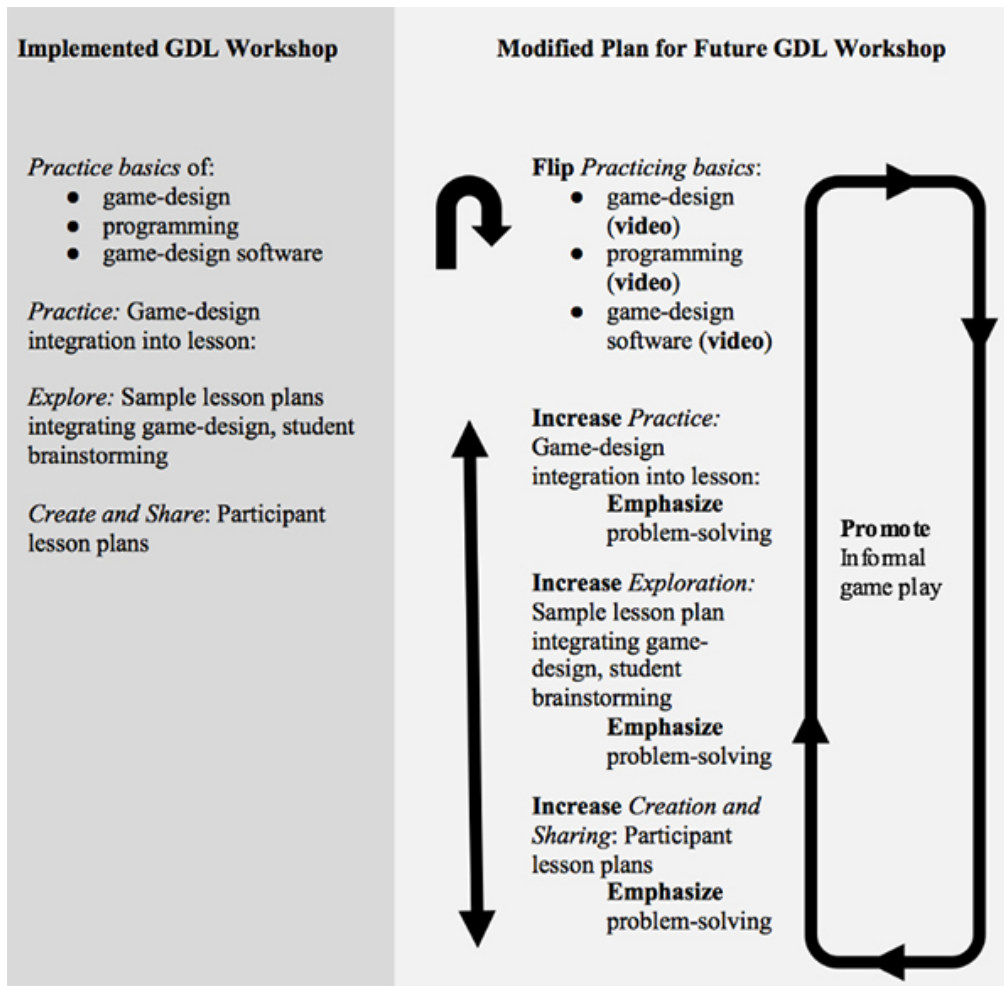 Implemented GDL Workshop
Practice basics of:
● game-design
● programming
● game-design software
Practice: Game-design
integration into lesson:
Explore: Sample lesson plans
integrating game-design, student
brainstorming
Create and Share: Participant
lesson plans
Modified Plan for Future GDL Workshop
Flip Practicing basics:
● game-design
(video)
● programming
(video)
● game-design
software (video)
Increase Practice:
Game-design
integration into lesson:
Emphasize
problem-solving
Increase Exploration:
Sample lesson plan
integrating game-
design, student
brainstorming
Emphasize
problem-solving
Increase Creation and
Sharing: Participant
lesson plans
Emphasize
problem-solving
Promote
Informal
game play